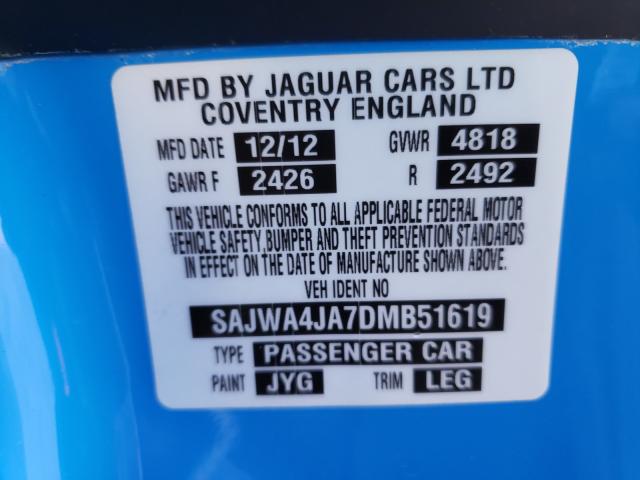 MFD BY JAGUAR CARS LTD
COVENTRY ENGLAND
MFD DATE 12/12 GVWR 4818
GAWR F 2426 R 2492
THIS VEHICLE CONFORMS TO ALL APPLICABLE FEDERAL MOTOR
VEHICLE SAFETY,BUMPER AND THEFT PREVENTION STANDARDS
IN EFFECT ON THE DATE OF MANUFACTURE SHOWN ABOVE.
VEH IDENT NO
SAJWA4JA7DMB51619
TYPE PASSENGER CAR
PAINT JYG TRIM LEG